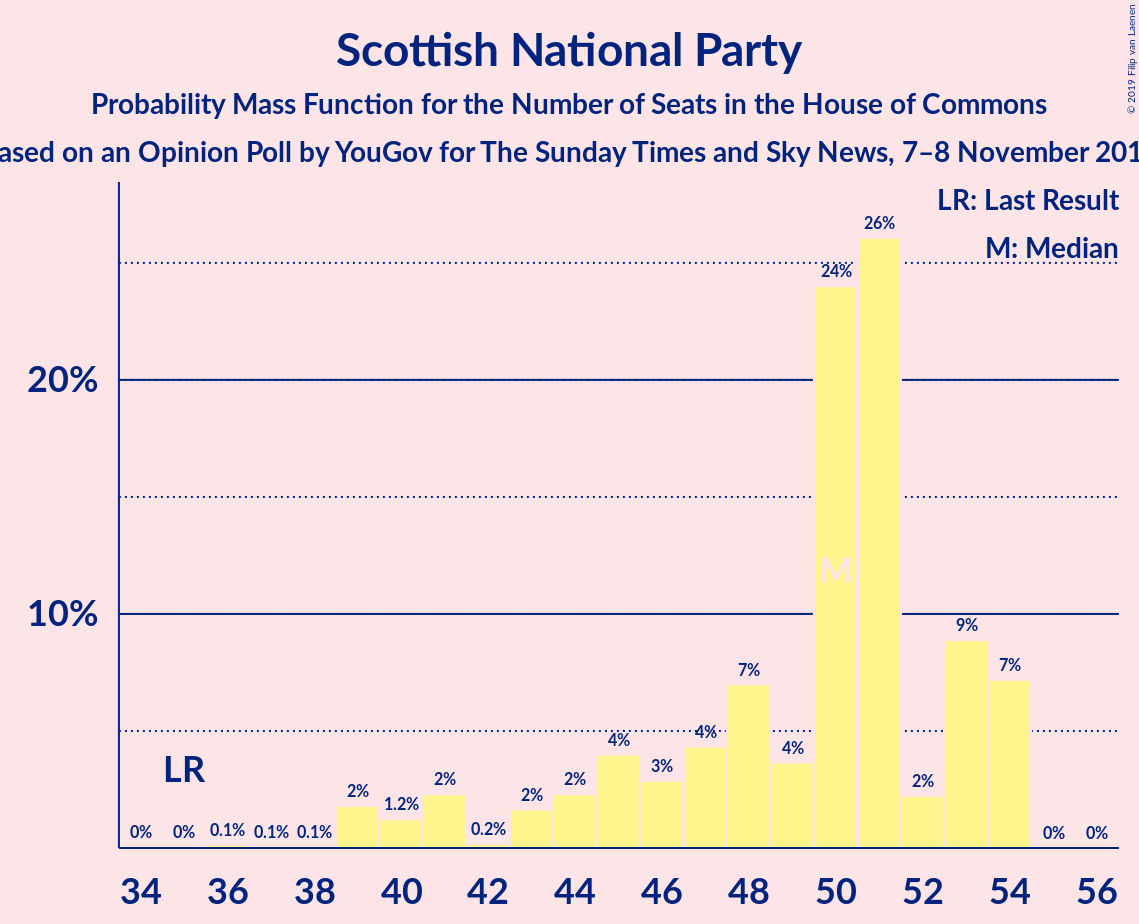 Scottish National Party
Probability Mass Function for the Number of Seats in the House of Commons
ased on an Opinion Poll by YouGov for The Sunday Times and Sky News, 7–8 November 201
© 2019 Filip van Laenen
LR: Last Result
M: Median
26%
24%
20%
M
10%
9%
7%
7%
4%
4%
4%
3%
LR
2%
1.2%
2%
0.2%
2%
2%
2%
0%
0%
0.1%
0.1%
0.1%
0%
0%
34 36 38 40 42 44 46 48 50 52 54 56